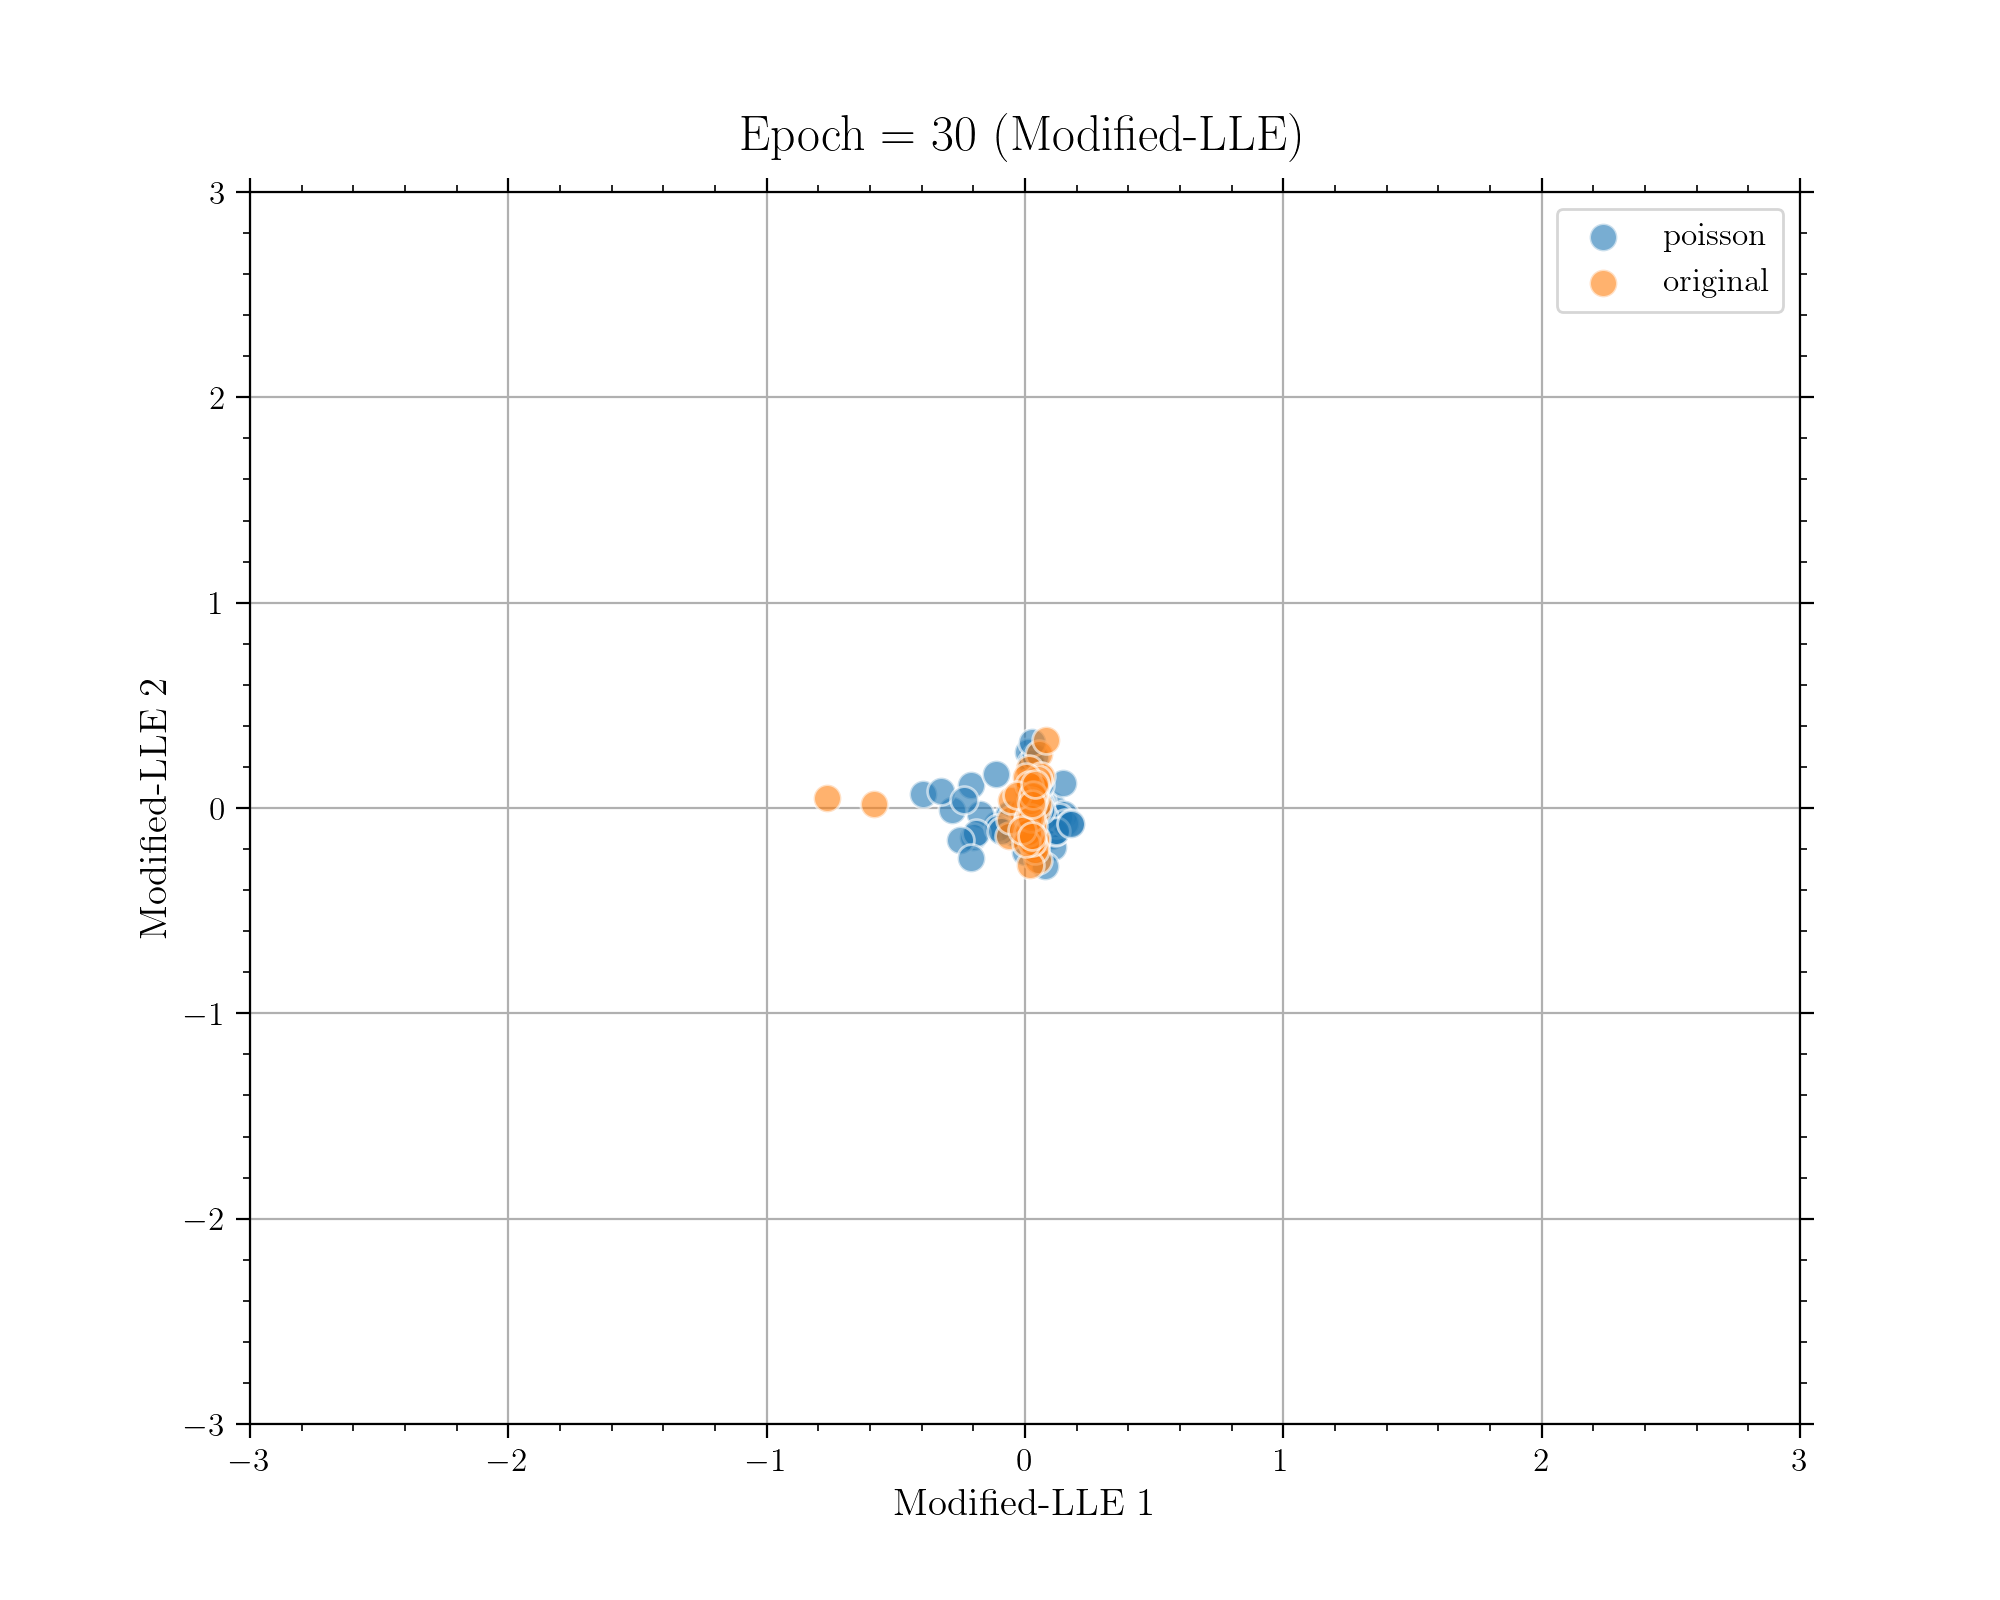 Epoch = 30 (Modified-LLE)
poisson
original
3
2
1
0
−1
−2
−3
Modified-LLE 2
−3
−2
−1
0
1
2
3
Modified-LLE 1